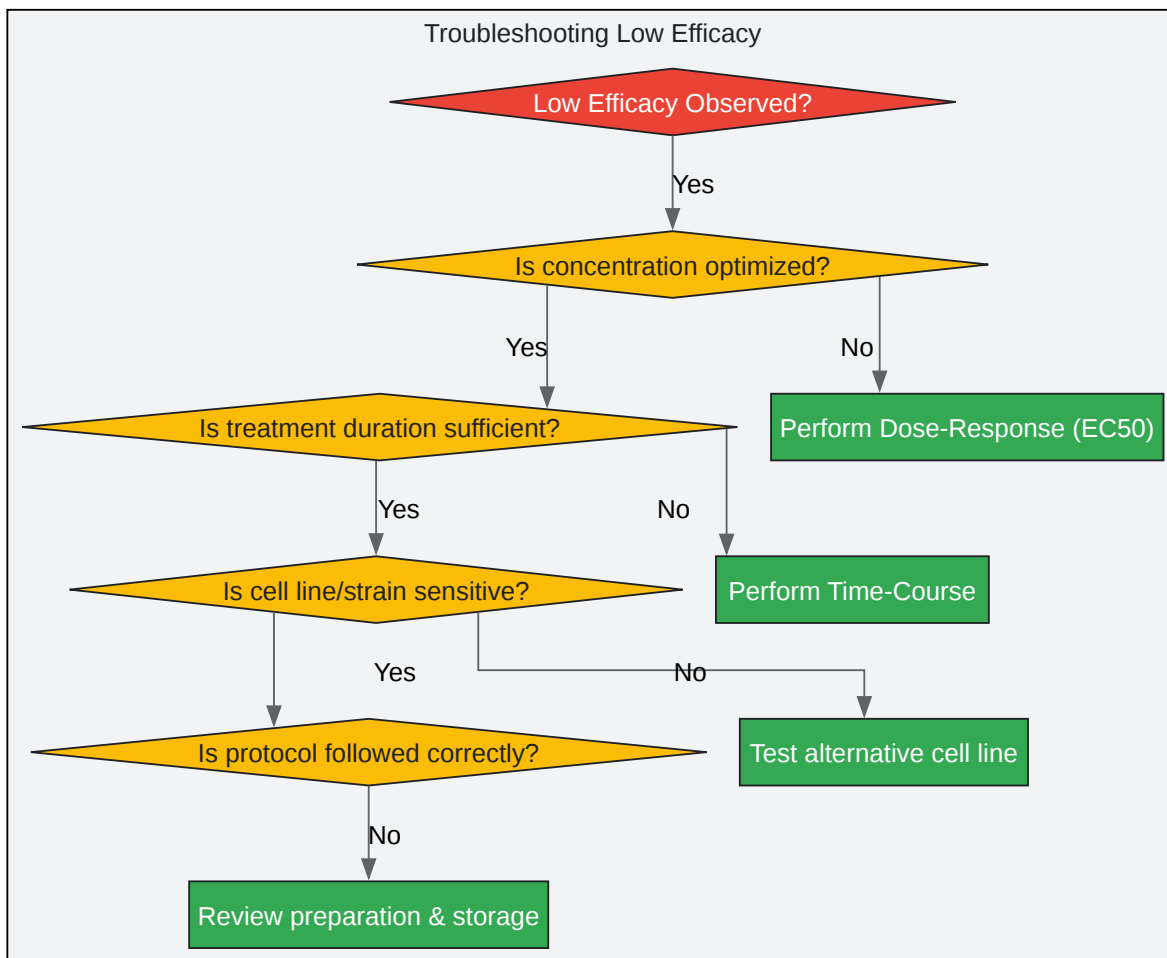 Troubleshooting Low Efficacy
Low Efficacy Observed?
Yes
Is concentration optimized?
Yes
No
Is treatment duration sufficient?
Perform Dose-Response (EC50)
Yes
No
Is cell line/strain sensitive?
Perform Time-Course
Yes
No
Is protocol followed correctly?
Test alternative cell line
No
Review preparation & storage